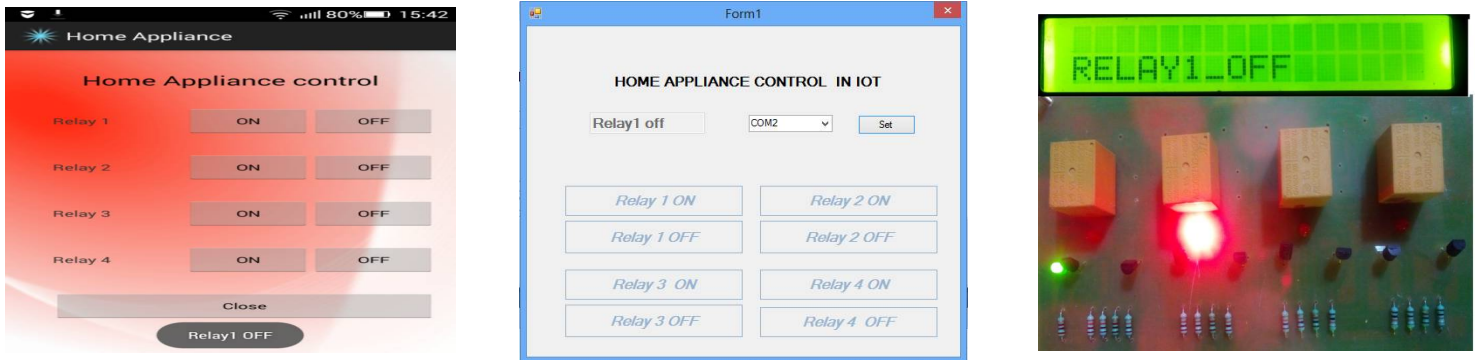 80% 15:42
Home Appliance
Home Appliance control
Relay 1 ON OFF
Relay 2 ON OFF
Relay 3 ON OFF
Relay 4 ON OFF
Close
Relay1 OFF
Form1
HOME APPLIANCE CONTROL IN IOT
Relay1 off COM2 Set
Relay 1 ON Relay 2 ON
Relay 1 OFF Relay 2 OFF
Relay 3 ON Relay 4 ON
Relay 3 OFF Relay 4 OFF
RELAY1_OFF